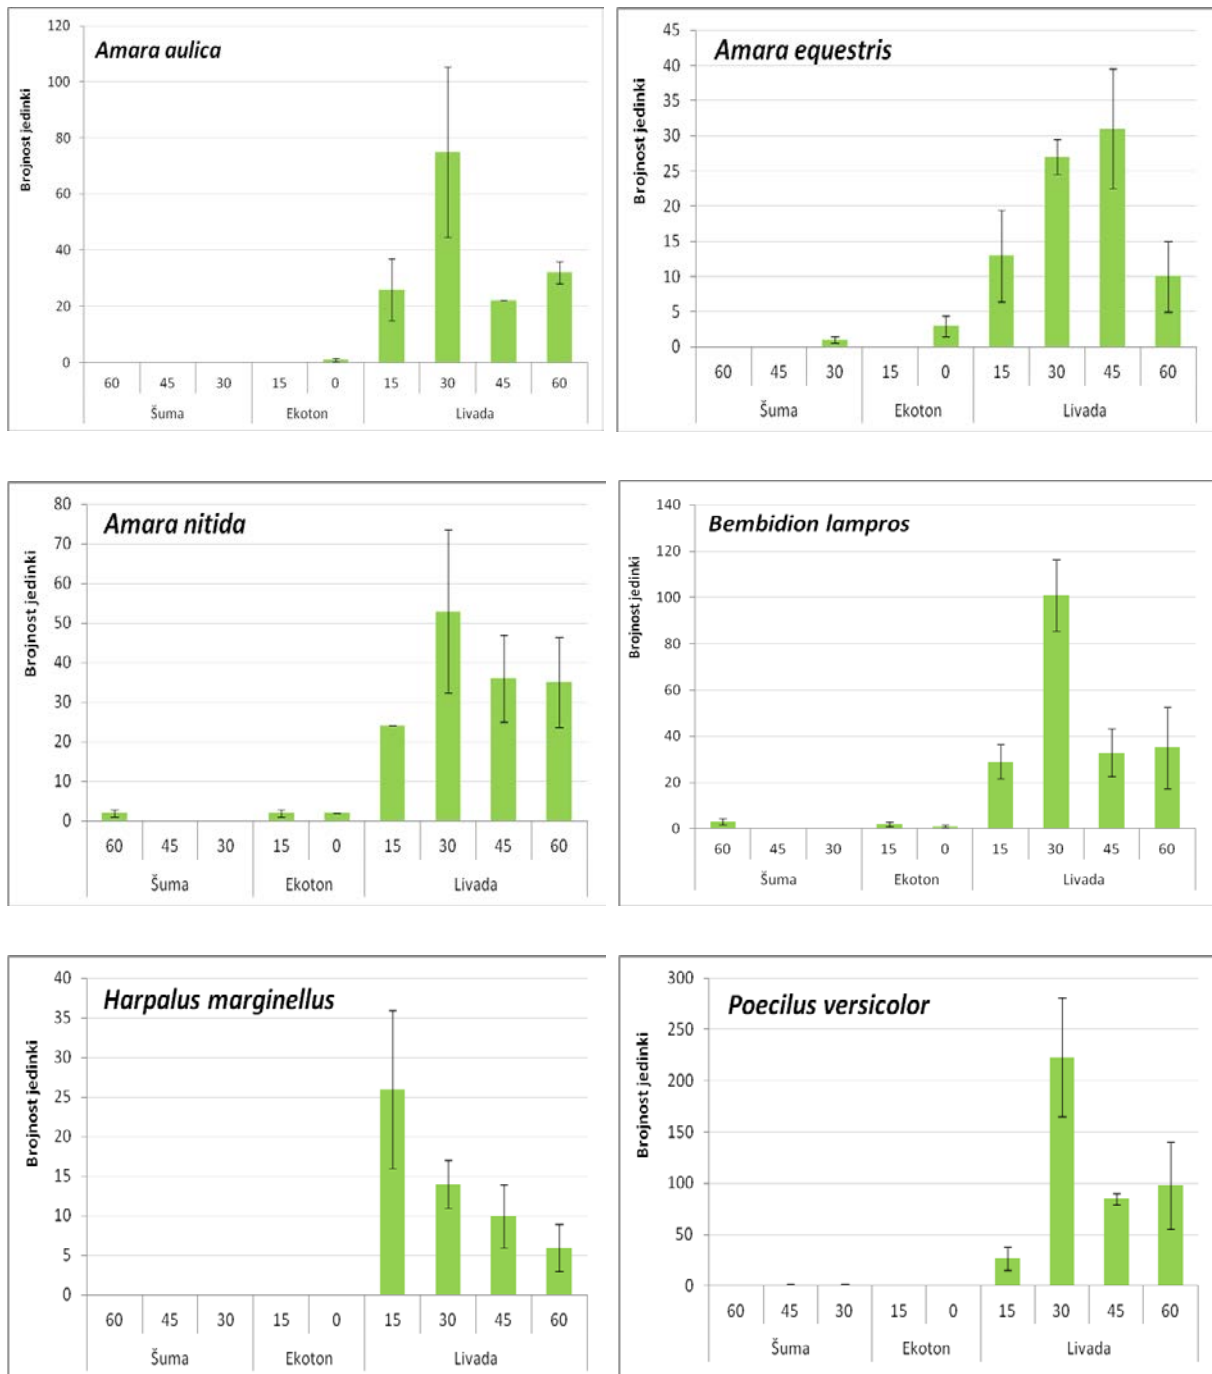 Amara aulica
Brojnost jedinki
120
100
80
60
40
20
0
60 45 30 15 0 15 30 45 60
Šuma Ekoton Livada
Amara equestris
Brojnost jedinki
45
40
35
30
25
20
15
10
5
0
60 45 30 15 0 15 30 45 60
Šuma Ekoton Livada
Amara nitida
Brojnost jedinki
80
70
60
50
40
30
20
10
0
60 45 30 15 0 15 30 45 60
Šuma Ekoton Livada
Bembidion lampros
Brojnost jedinki
140
120
100
80
60
40
20
0
60 45 30 15 0 15 30 45 60
Šuma Ekoton Livada
Harpalus marginellus
Brojnost jedinki
40
35
30
25
20
15
10
5
0
60 45 30 15 0 15 30 45 60
Šuma Ekoton Livada
Poecilus versicolor
Brojnost jedinki
300
250
200
150
100
50
0
60 45 30 15 0 15 30 45 60
Šuma Ekoton Livada